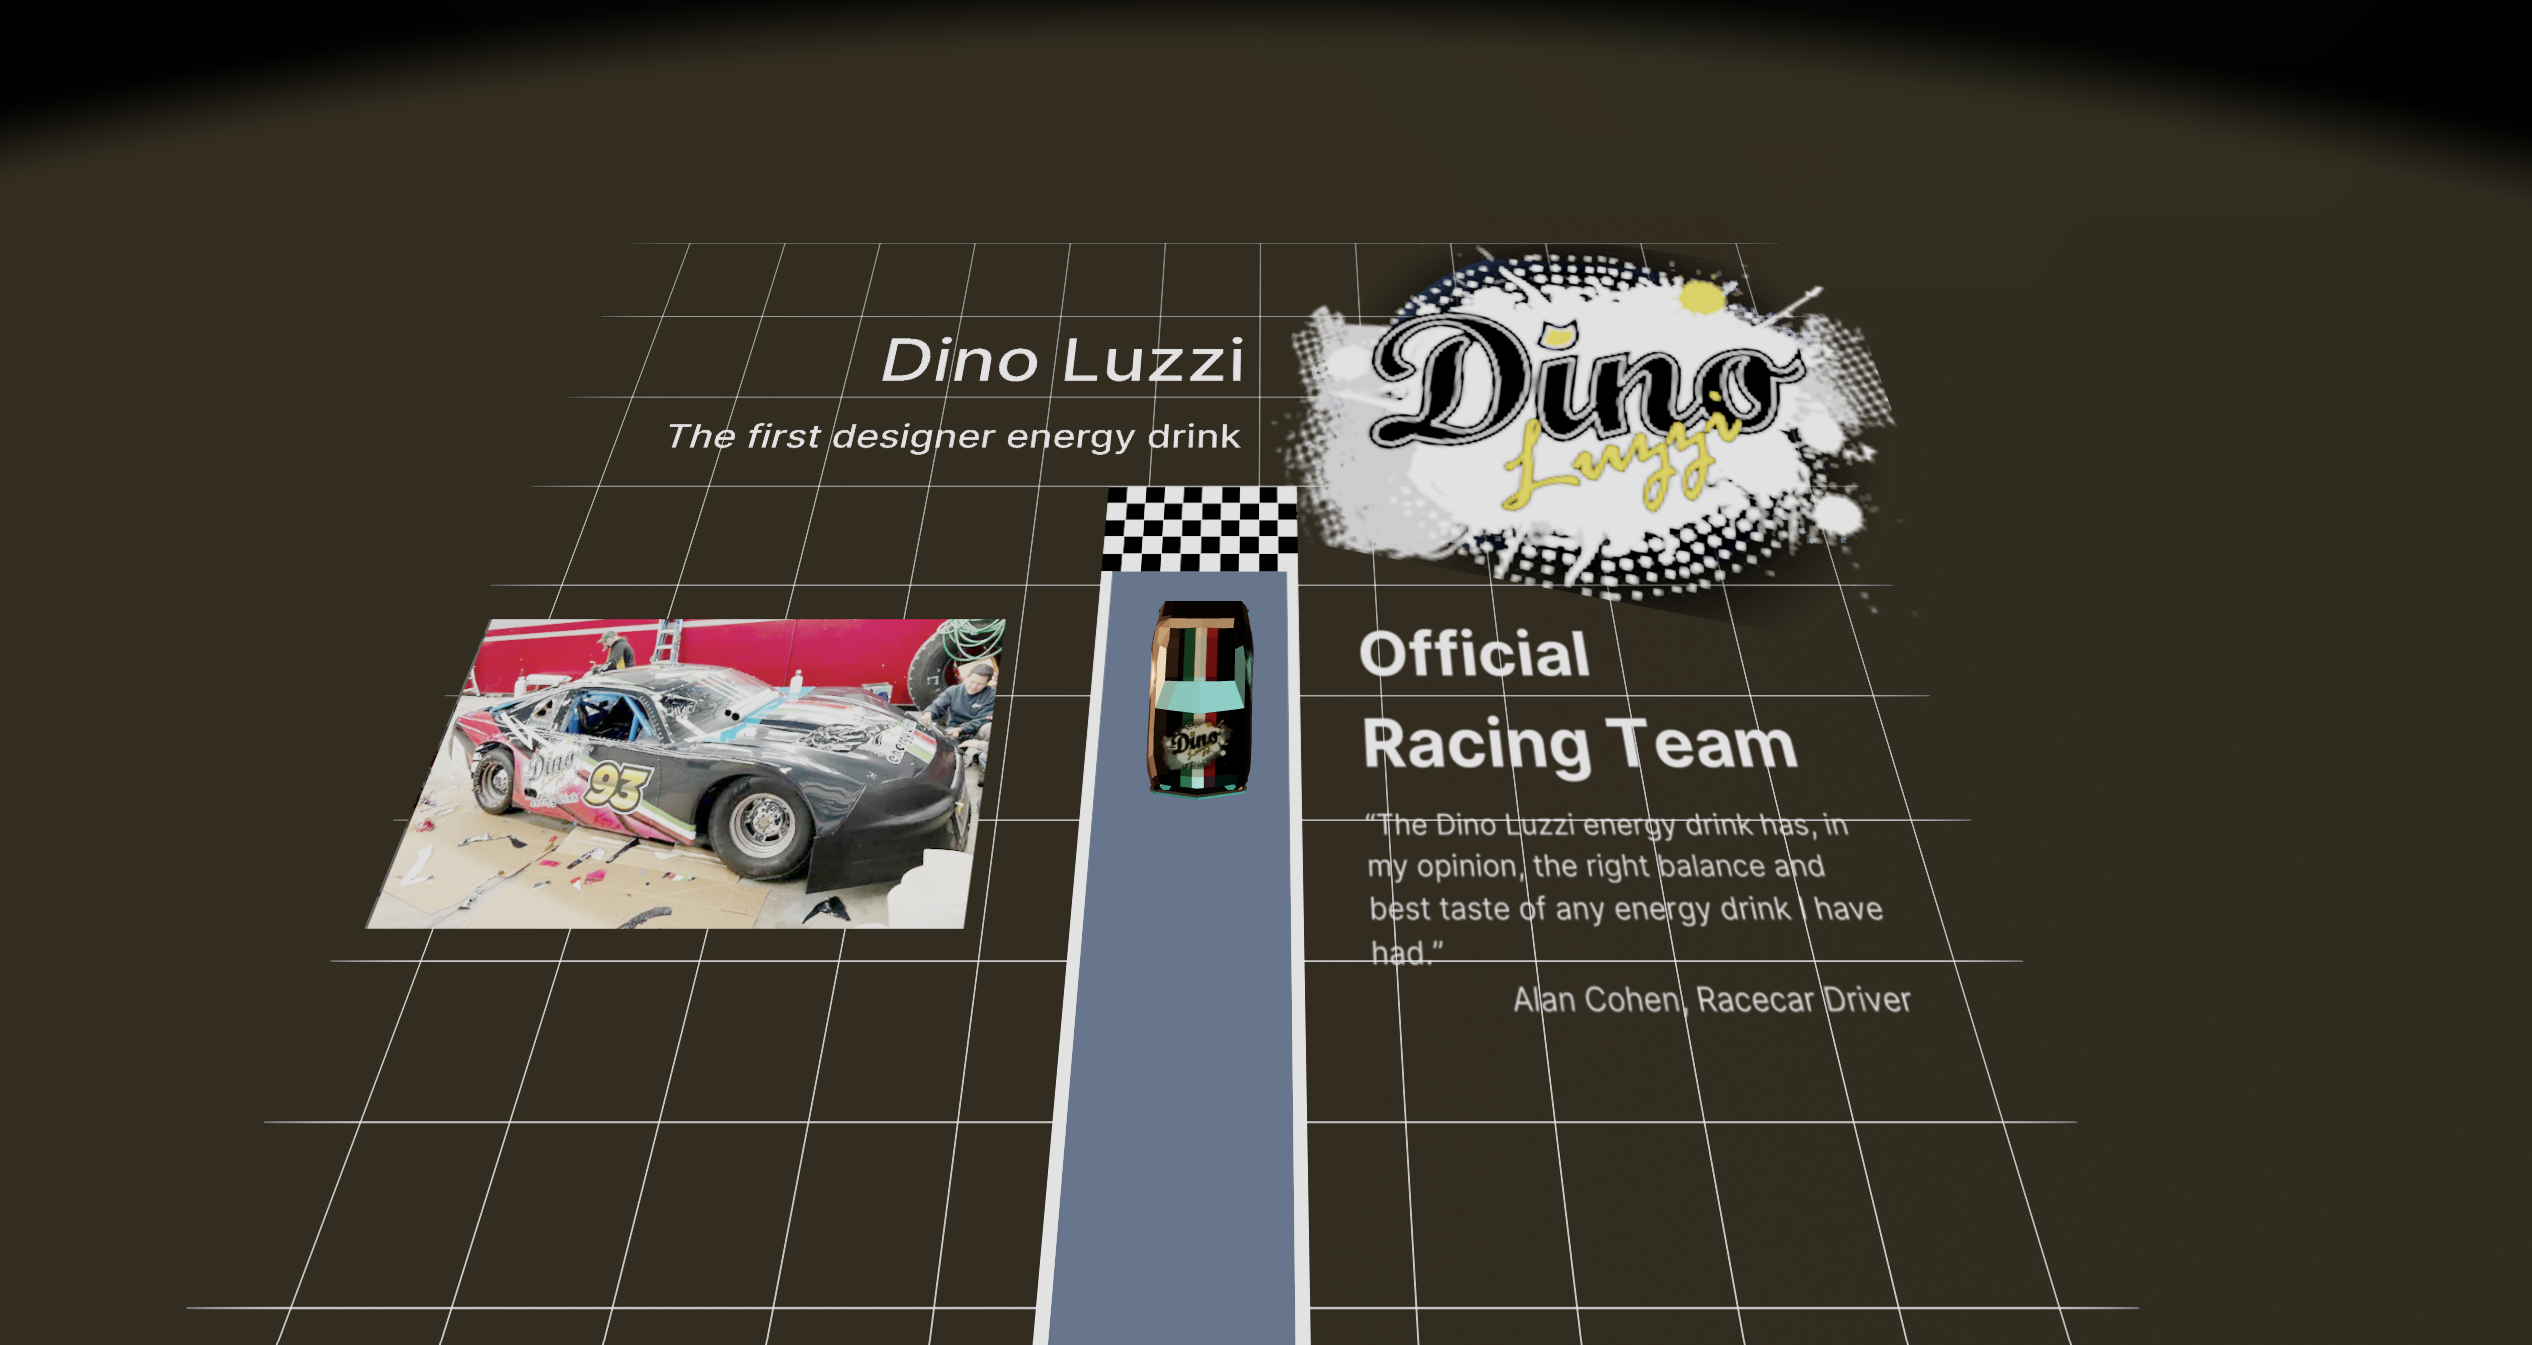 Dino Luzzi
The first designer energy drink
Dino
Luzzi
Official
Racing Team
“The Dino Luzzi energy drink has, in
my opinion, the right balance and
best taste of any energy drink I have
had.”
Alan Cohen, Racecar Driver
Dino
93
Dino